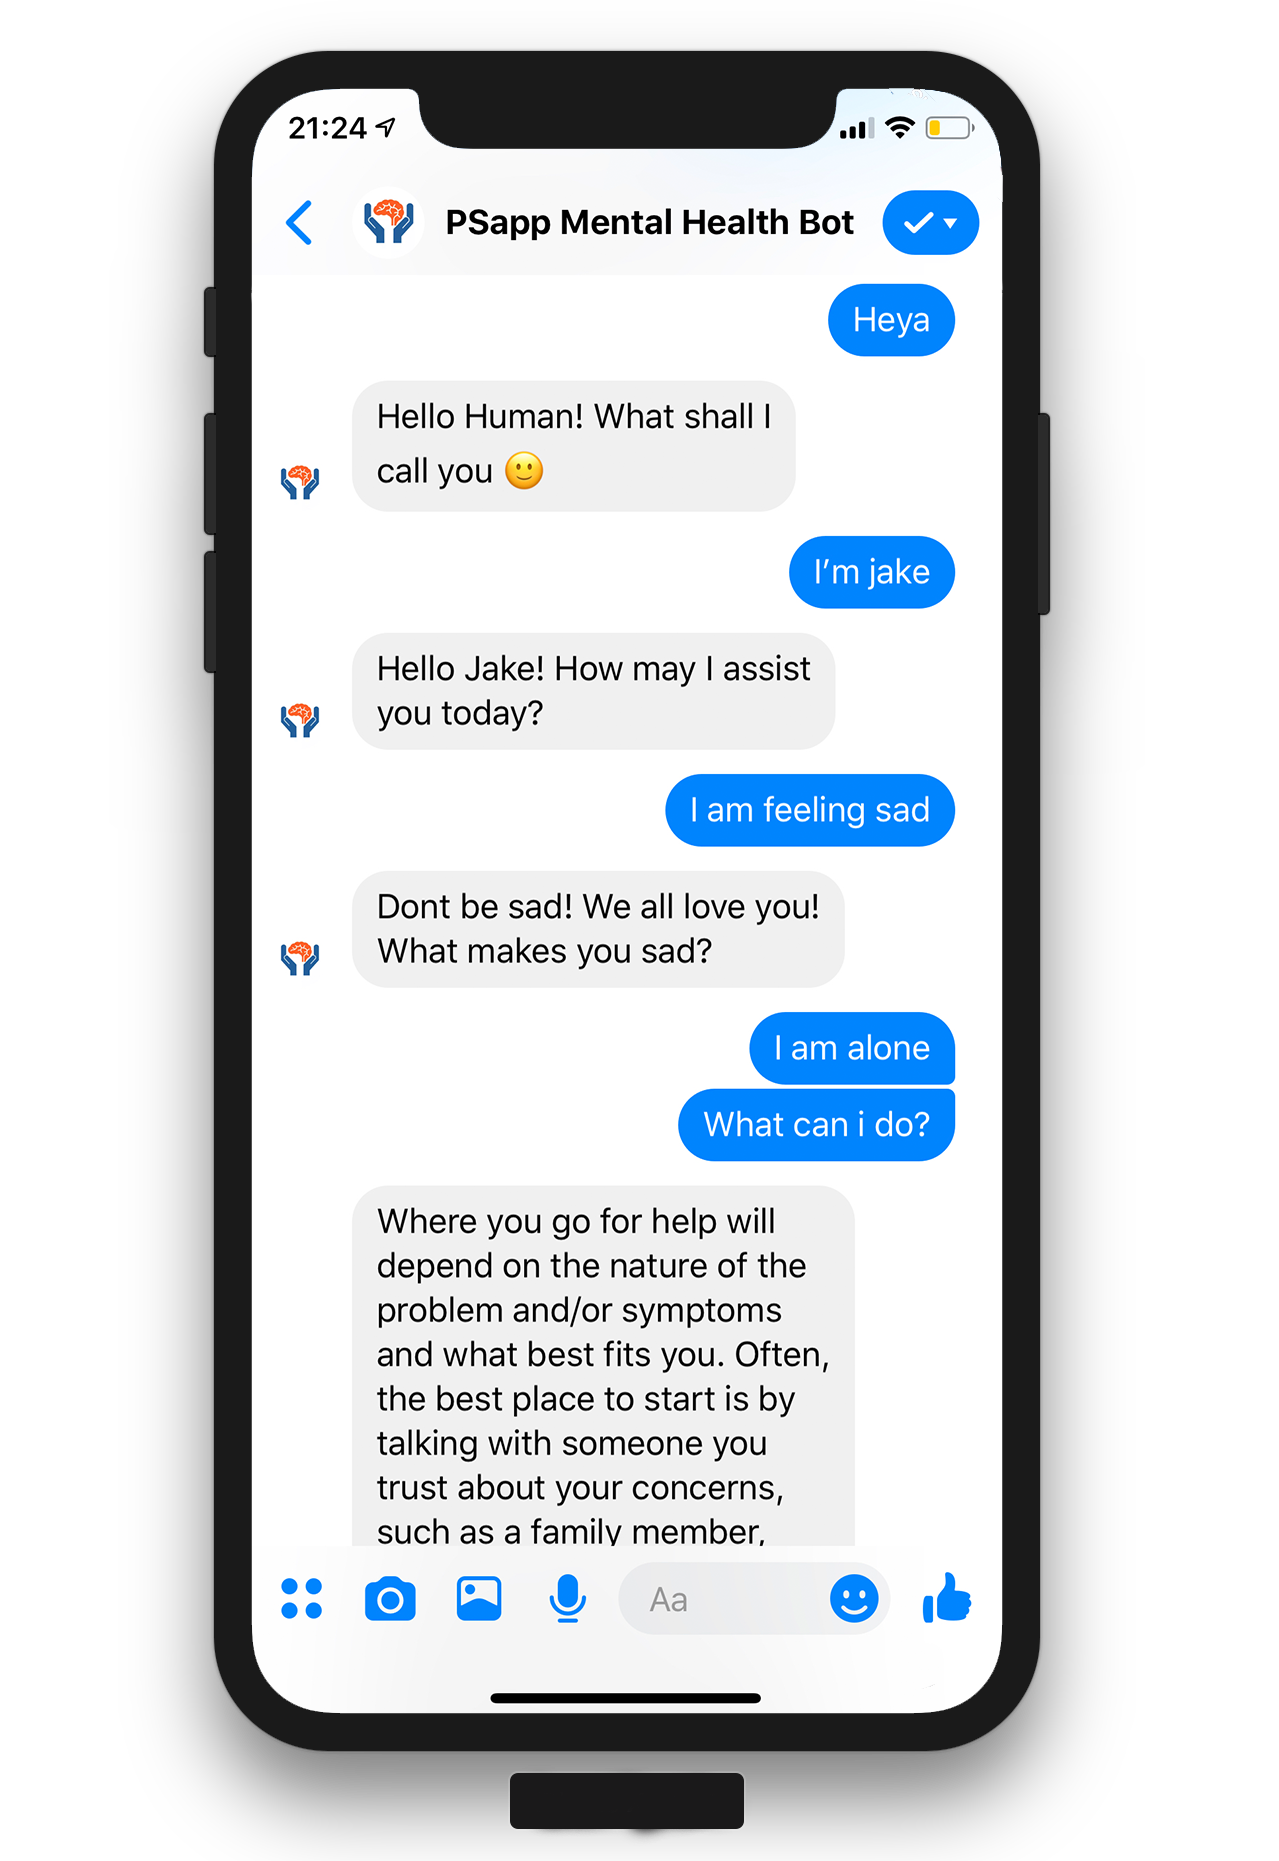 21:24
PSapp Mental Health Bot
Heya
Hello Human! What shall I
call you 🙂
I'm jake
Hello Jake! How may I assist
you today?
I am feeling sad
Dont be sad! We all love you!
What makes you sad?
I am alone
What can i do?
Where you go for help will
depend on the nature of the
problem and/or symptoms
and what best fits you. Often,
the best place to start is by
talking with someone you
trust about your concerns,
such as a family member,
Aa